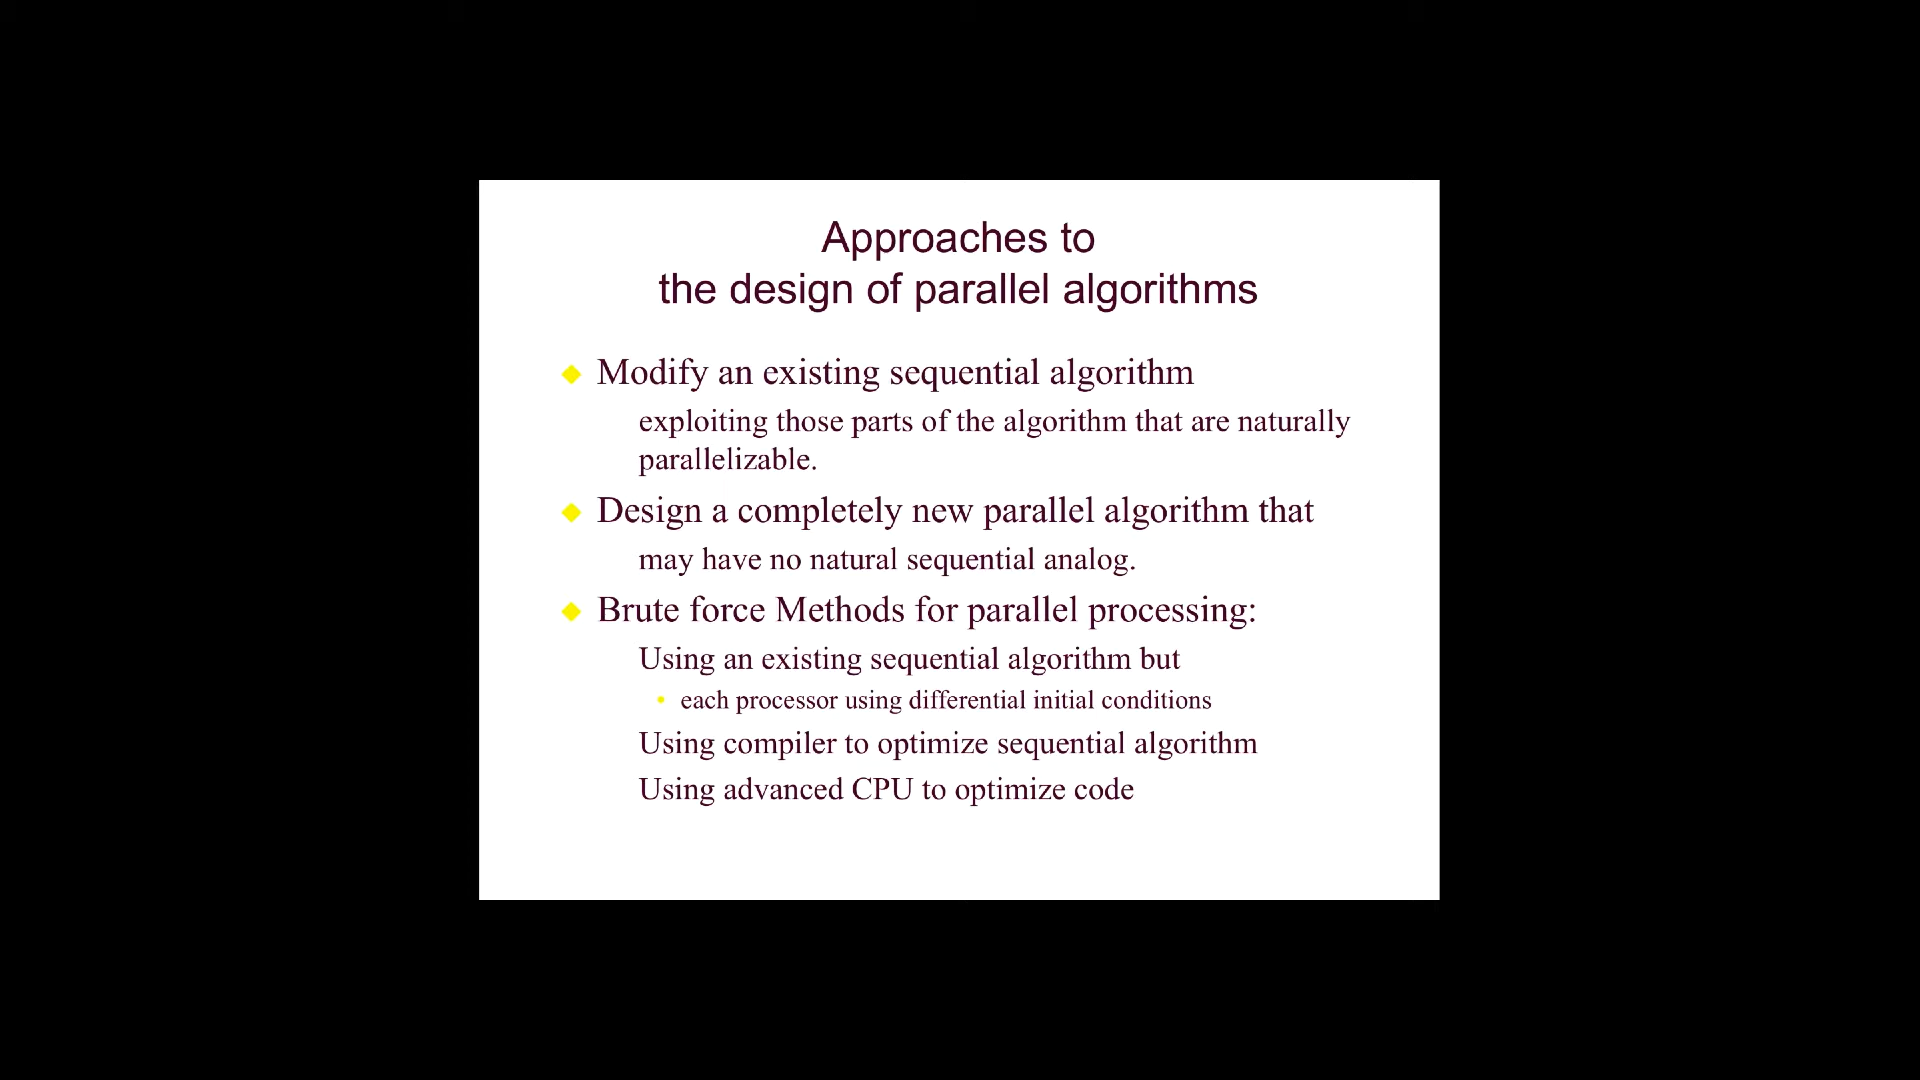 Approaches to
the design of parallel algorithms
Modify an existing sequential algorithm
exploiting those parts of the algorithm that are naturally
parallelizable.
Design a completely new parallel algorithm that
may have no natural sequential analog.
Brute force Methods for parallel processing:
Using an existing sequential algorithm but
each processor using differential initial conditions
Using compiler to optimize sequential algorithm
Using advanced CPU to optimize code